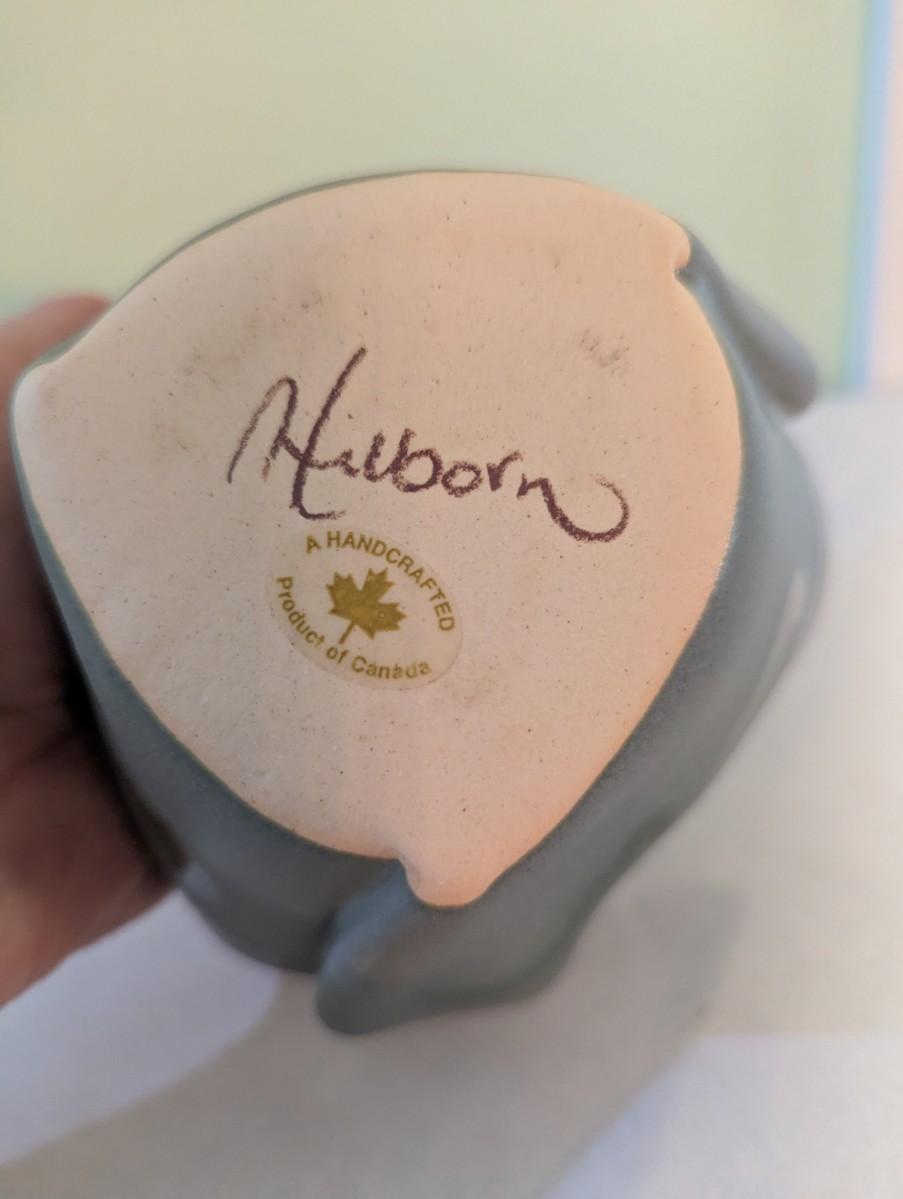 Hilborn
A HANDCRAFTED
Product of Canada